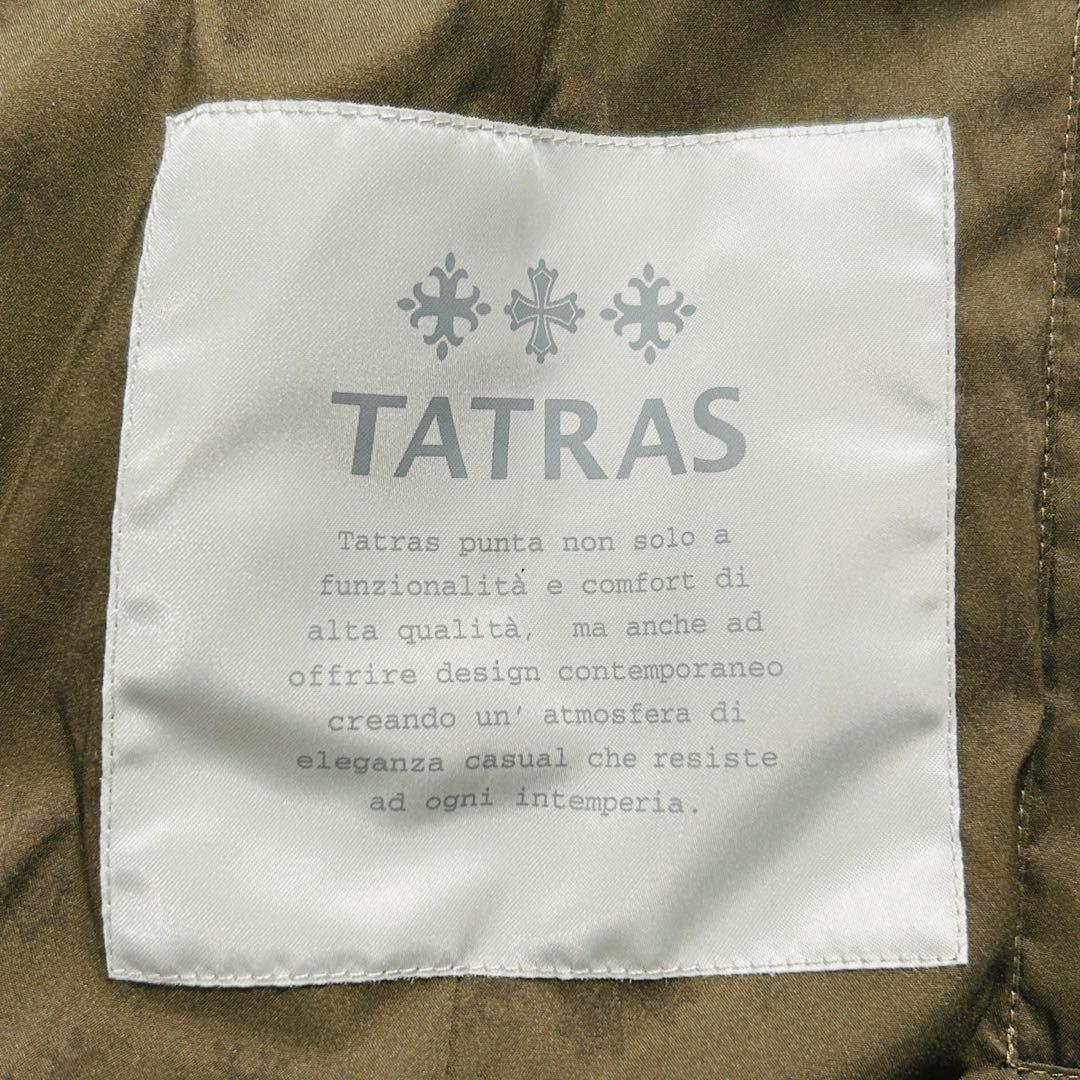 TATRAS
Tatras punta non solo a
funzionalità e comfort di
alta qualità, ma anche ad
offrire design contemporaneo
creando un' atmosfera di
eleganza casual che resiste
ad ogni intemperia.